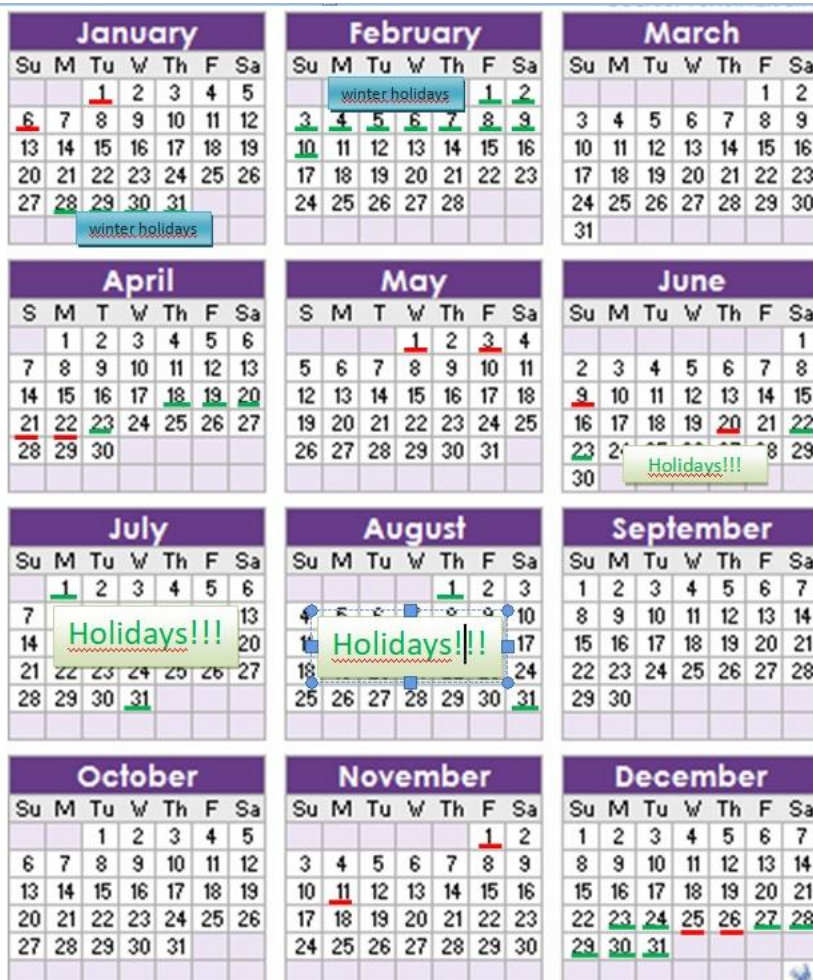 January
Su M Tu W Th F Sa
1 2 3 4 5
6 7 8 9 10 11 12
13 14 15 16 17 18 19
20 21 22 23 24 25 26
27 28 29 30 31
winter holidays
February
Su M Tu W Th F Sa
winter holidays 1 2
3 4 5 6 7 8 9
10 11 12 13 14 15 16
17 18 19 20 21 22 23
24 25 26 27 28
March
Su M Tu W Th F Sa
1 2
3 4 5 6 7 8 9
10 11 12 13 14 15 16
17 18 19 20 21 22 23
24 25 26 27 28 29 30
31
April
S M T W Th F Sa
1 2 3 4 5 6
7 8 9 10 11 12 13
14 15 16 17 18 19 20
21 22 23 24 25 26 27
28 29 30
May
S M T W Th F Sa
1 2 3 4
5 6 7 8 9 10 11
12 13 14 15 16 17 18
19 20 21 22 23 24 25
26 27 28 29 30 31
June
Su M Tu W Th F Sa
1
2 3 4 5 6 7 8
9 10 11 12 13 14 15
16 17 18 19 20 21 22
23 29
Holidays!!!
30
July
Su M Tu W Th F Sa
1 2 3 4 5 6
7 13
Holidays!!!
14 20
21 22 23 24 25 26 27
28 29 30 31
August
Su M Tu W Th F Sa
1 2 3
4 10
Holidays!!!
17
18 24
25 26 27 28 29 30 31
September
Su M Tu W Th F Sa
1 2 3 4 5 6 7
8 9 10 11 12 13 14
15 16 17 18 19 20 21
22 23 24 25 26 27 28
29 30
October
Su M Tu W Th F Sa
1 2 3 4 5
6 7 8 9 10 11 12
13 14 15 16 17 18 19
20 21 22 23 24 25 26
27 28 29 30 31
November
Su M Tu W Th F Sa
1 2
3 4 5 6 7 8 9
10 11 12 13 14 15 16
17 18 19 20 21 22 23
24 25 26 27 28 29 30
December
Su M Tu W Th F Sa
1 2 3 4 5 6 7
8 9 10 11 12 13 14
15 16 17 18 19 20 21
22 23 24 25 26 27 28
29 30 31